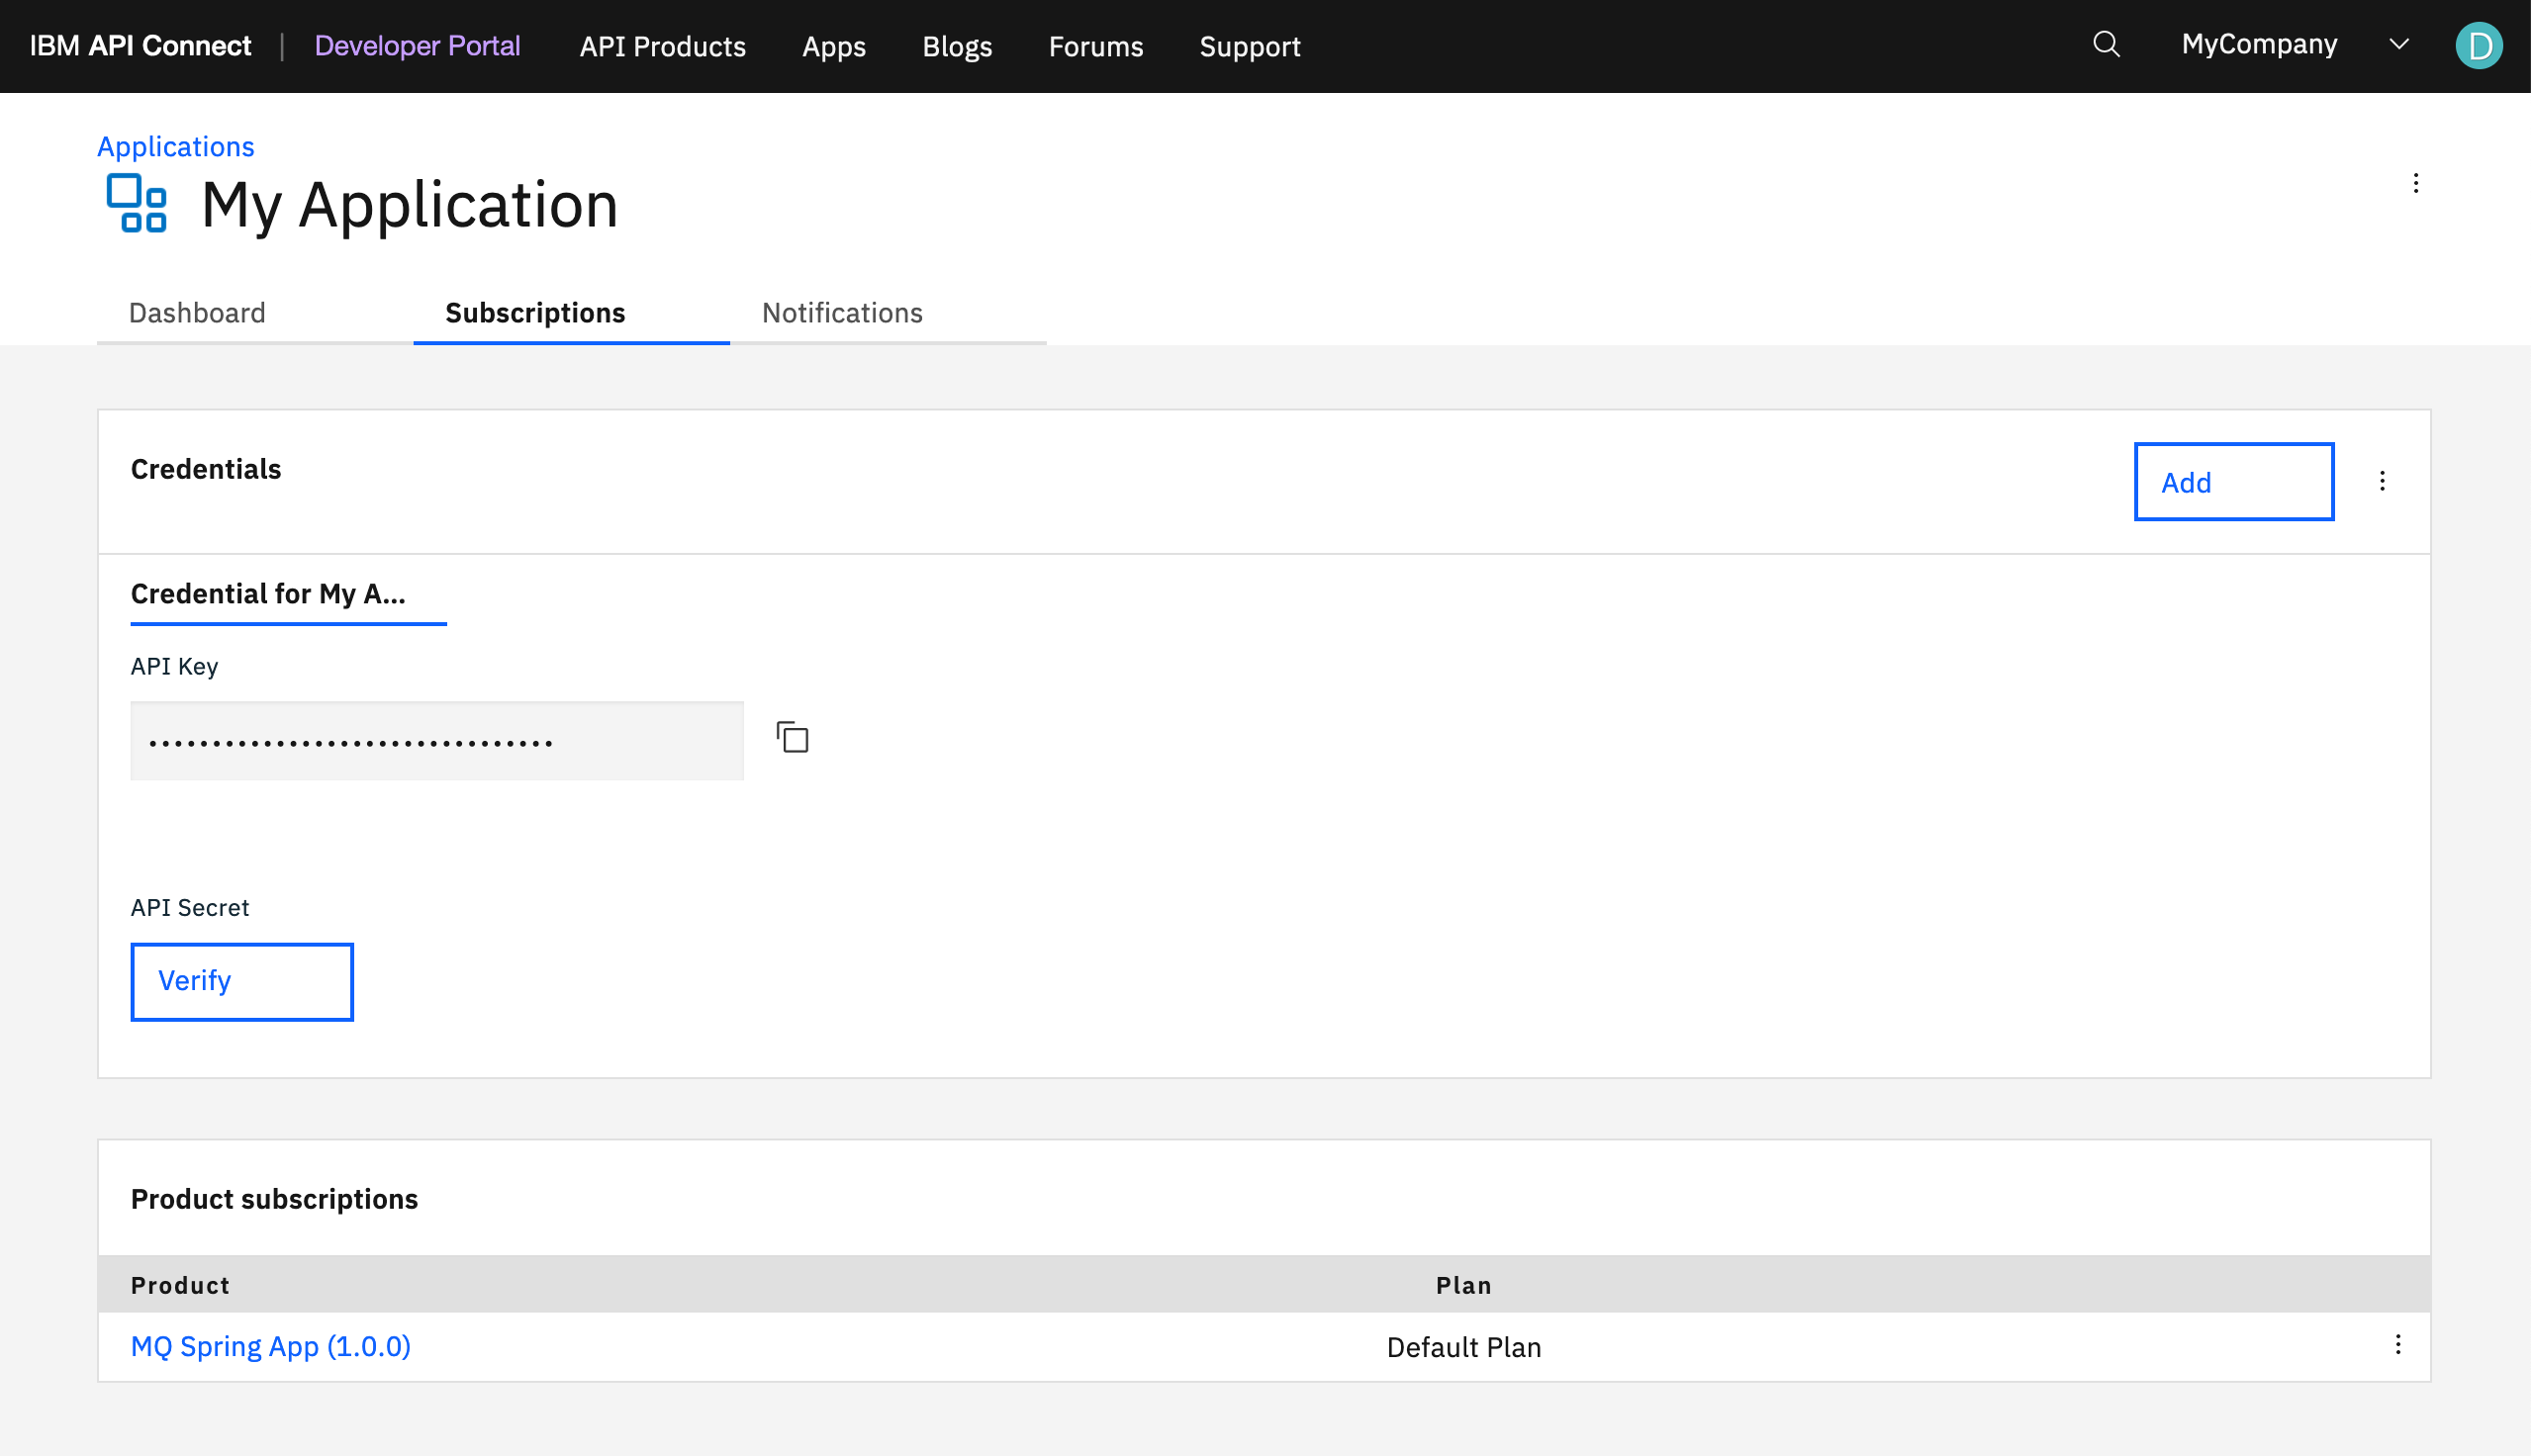 IBM API Connect | Developer Portal API Products Apps Blogs Forums Support MyCompany D
Applications
My Application
Dashboard Subscriptions Notifications
Credentials Add
Credential for My A...
API Key
••••••••••••••••••••••••••••••••
API Secret
Verify
Product subscriptions
Product Plan
MQ Spring App (1.0.0) Default Plan